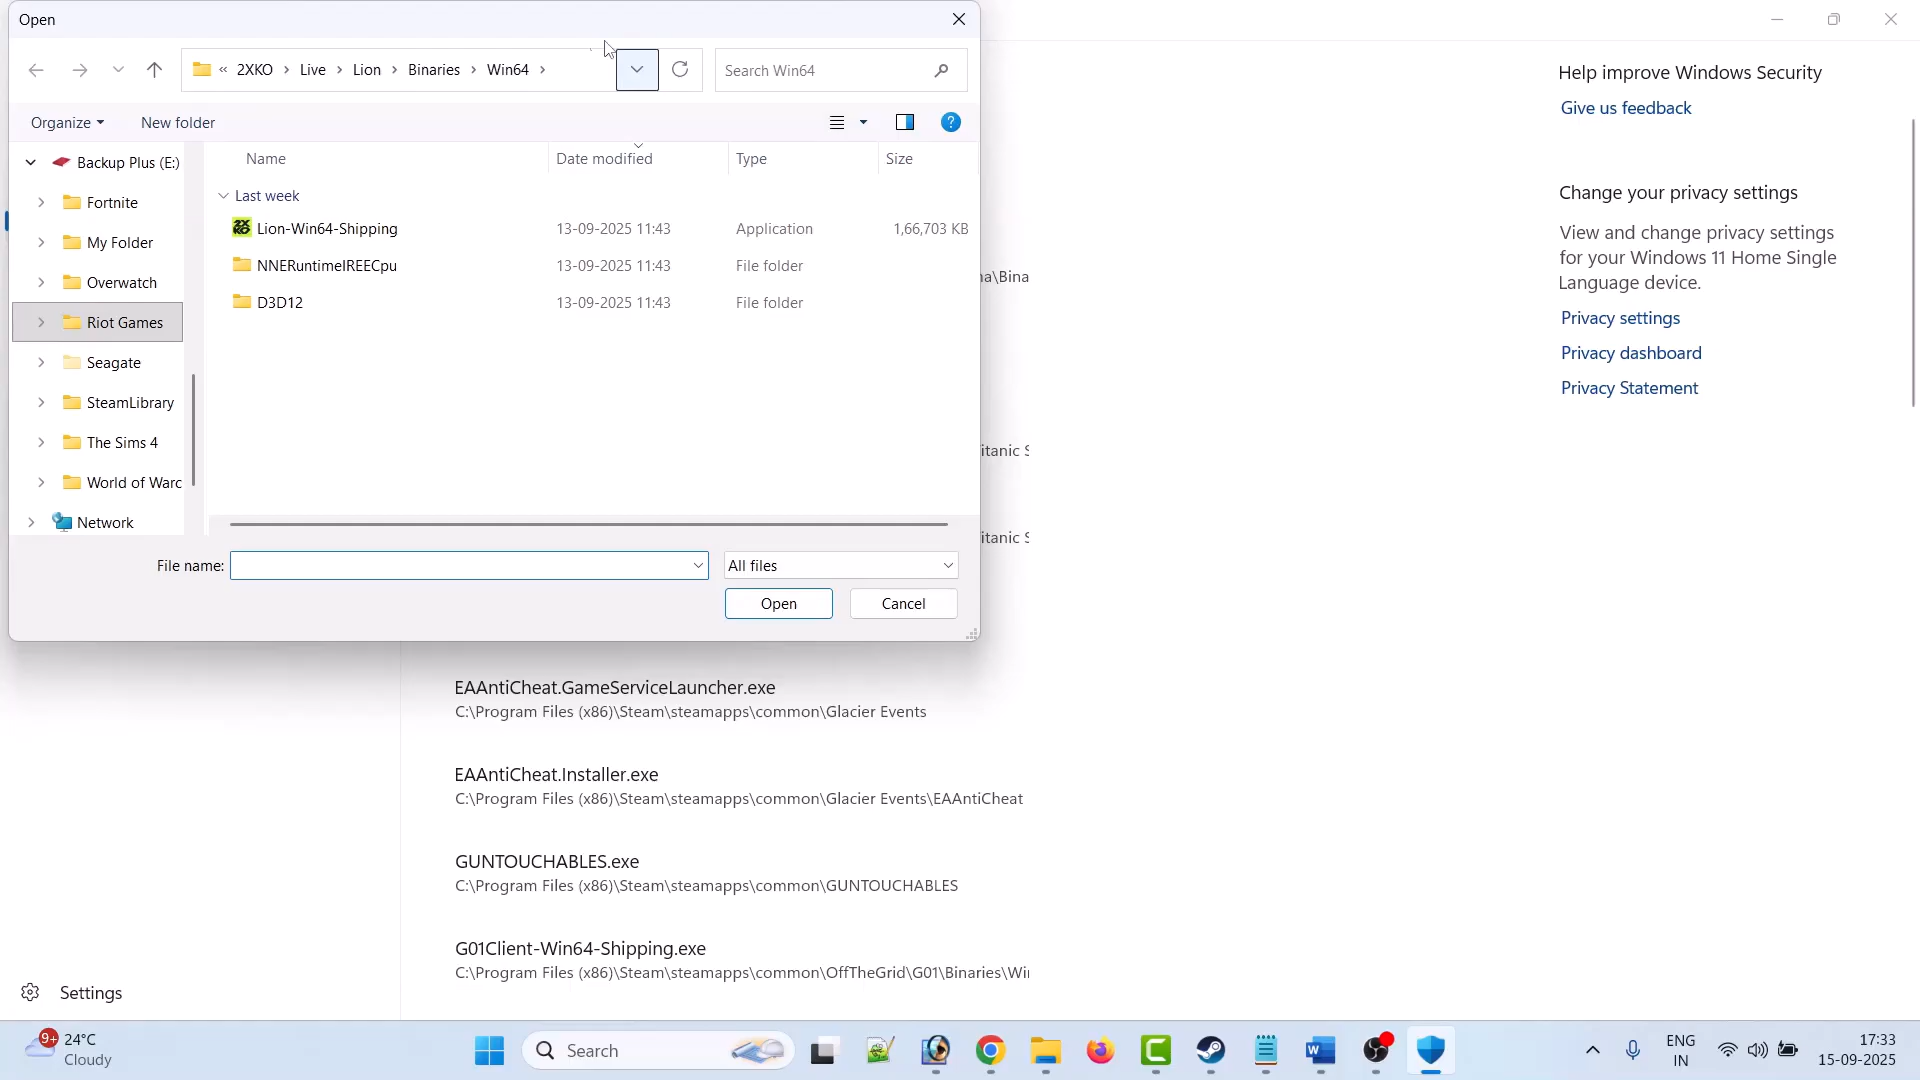 Open
2XKO
Live
Lion
Binaries
Win64
Search Win64
Organize
New folder
?
Name
Date modified
Type
Size
Backup Plus (E:)
Fortnite
My Folder
Overwatch
Riot Games
Seagate
SteamLibrary
The Sims 4
World of Warc
Network
Last week
Lion-Win64-Shipping 13-09-2025 11:43 Application 1,66,703 KB
NNERuntimeIREECpu 13-09-2025 11:43 File folder
D3D12 13-09-2025 11:43 File folder
File name:
All files
Open
Cancel
na\Bina
itanic S
itanic S
EAAntiCheat.GameServiceLauncher.exe
C:\Program Files (x86)\Steam\steamapps\common\Glacier Events
EAAntiCheat.Installer.exe
C:\Program Files (x86)\Steam\steamapps\common\Glacier Events\EAAntiCheat
GUNTOUCHABLES.exe
C:\Program Files (x86)\Steam\steamapps\common\GUNTOUCHABLES
G01Client-Win64-Shipping.exe
C:\Program Files (x86)\Steam\steamapps\common\OffTheGrid\G01\Binaries\Wi
Settings
Help improve Windows Security
Give us feedback
Change your privacy settings
View and change privacy settings
for your Windows 11 Home Single
Language device.
Privacy settings
Privacy dashboard
Privacy Statement
9+
24°C
Cloudy
Search
ENG
IN
17:33
15-09-2025